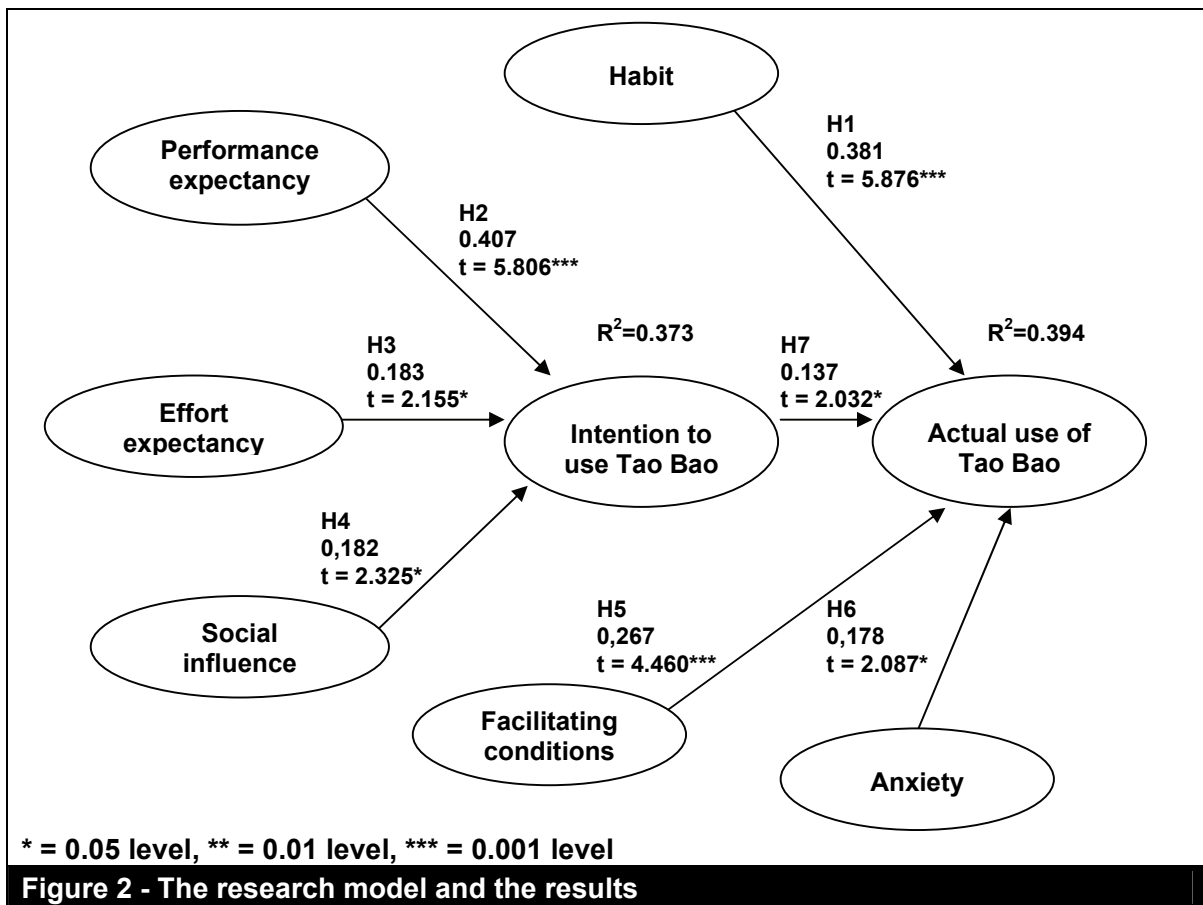 Habit
H1
0.381
t = 5.876***
Performance
expectancy
H2
0.407
t = 5.806***
R2=0.373
R2=0.394
H3
0.183
t = 2.155*
H7
0.137
t = 2.032*
Effort
expectancy
Intention to
use Tao Bao
Actual use of
Tao Bao
H4
0,182
t = 2.325*
Social
influence
H5
0,267
t = 4.460***
H6
0,178
t = 2.087*
Facilitating
conditions
Anxiety
* = 0.05 level, ** = 0.01 level, *** = 0.001 level
Figure 2 - The research model and the results